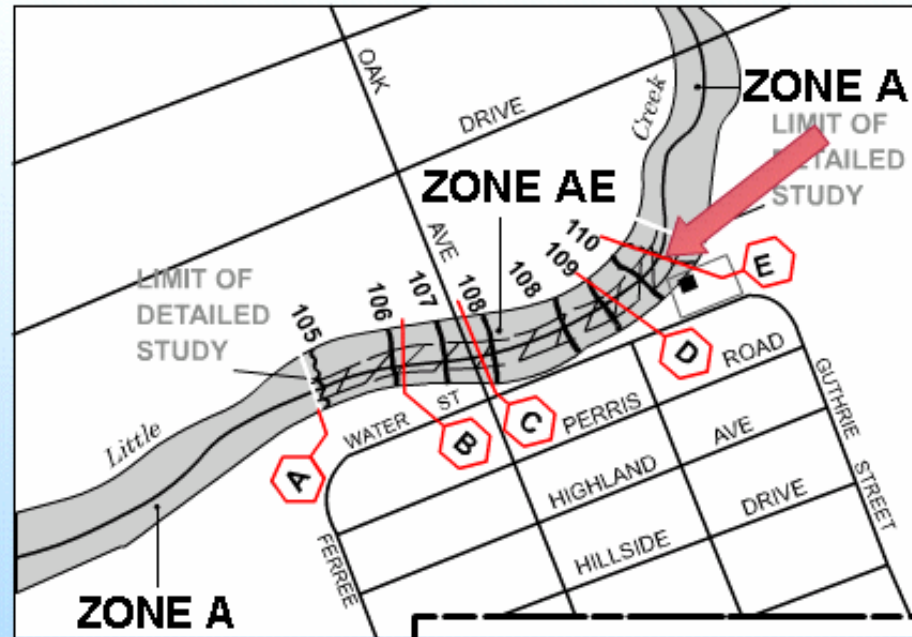 OAK
AVE
DRIVE
Creek
ZONE A
LIMIT OF
DETAILED
STUDY
ZONE AE
LIMIT OF
DETAILED
STUDY
105
106
107
108
108
109
110
A
B
C
D
E
Little
ZONE A
WATER ST
PERRIS ROAD
HIGHLAND AVE
HILLSIDE DRIVE
FERREE
GUTHRIE STREET